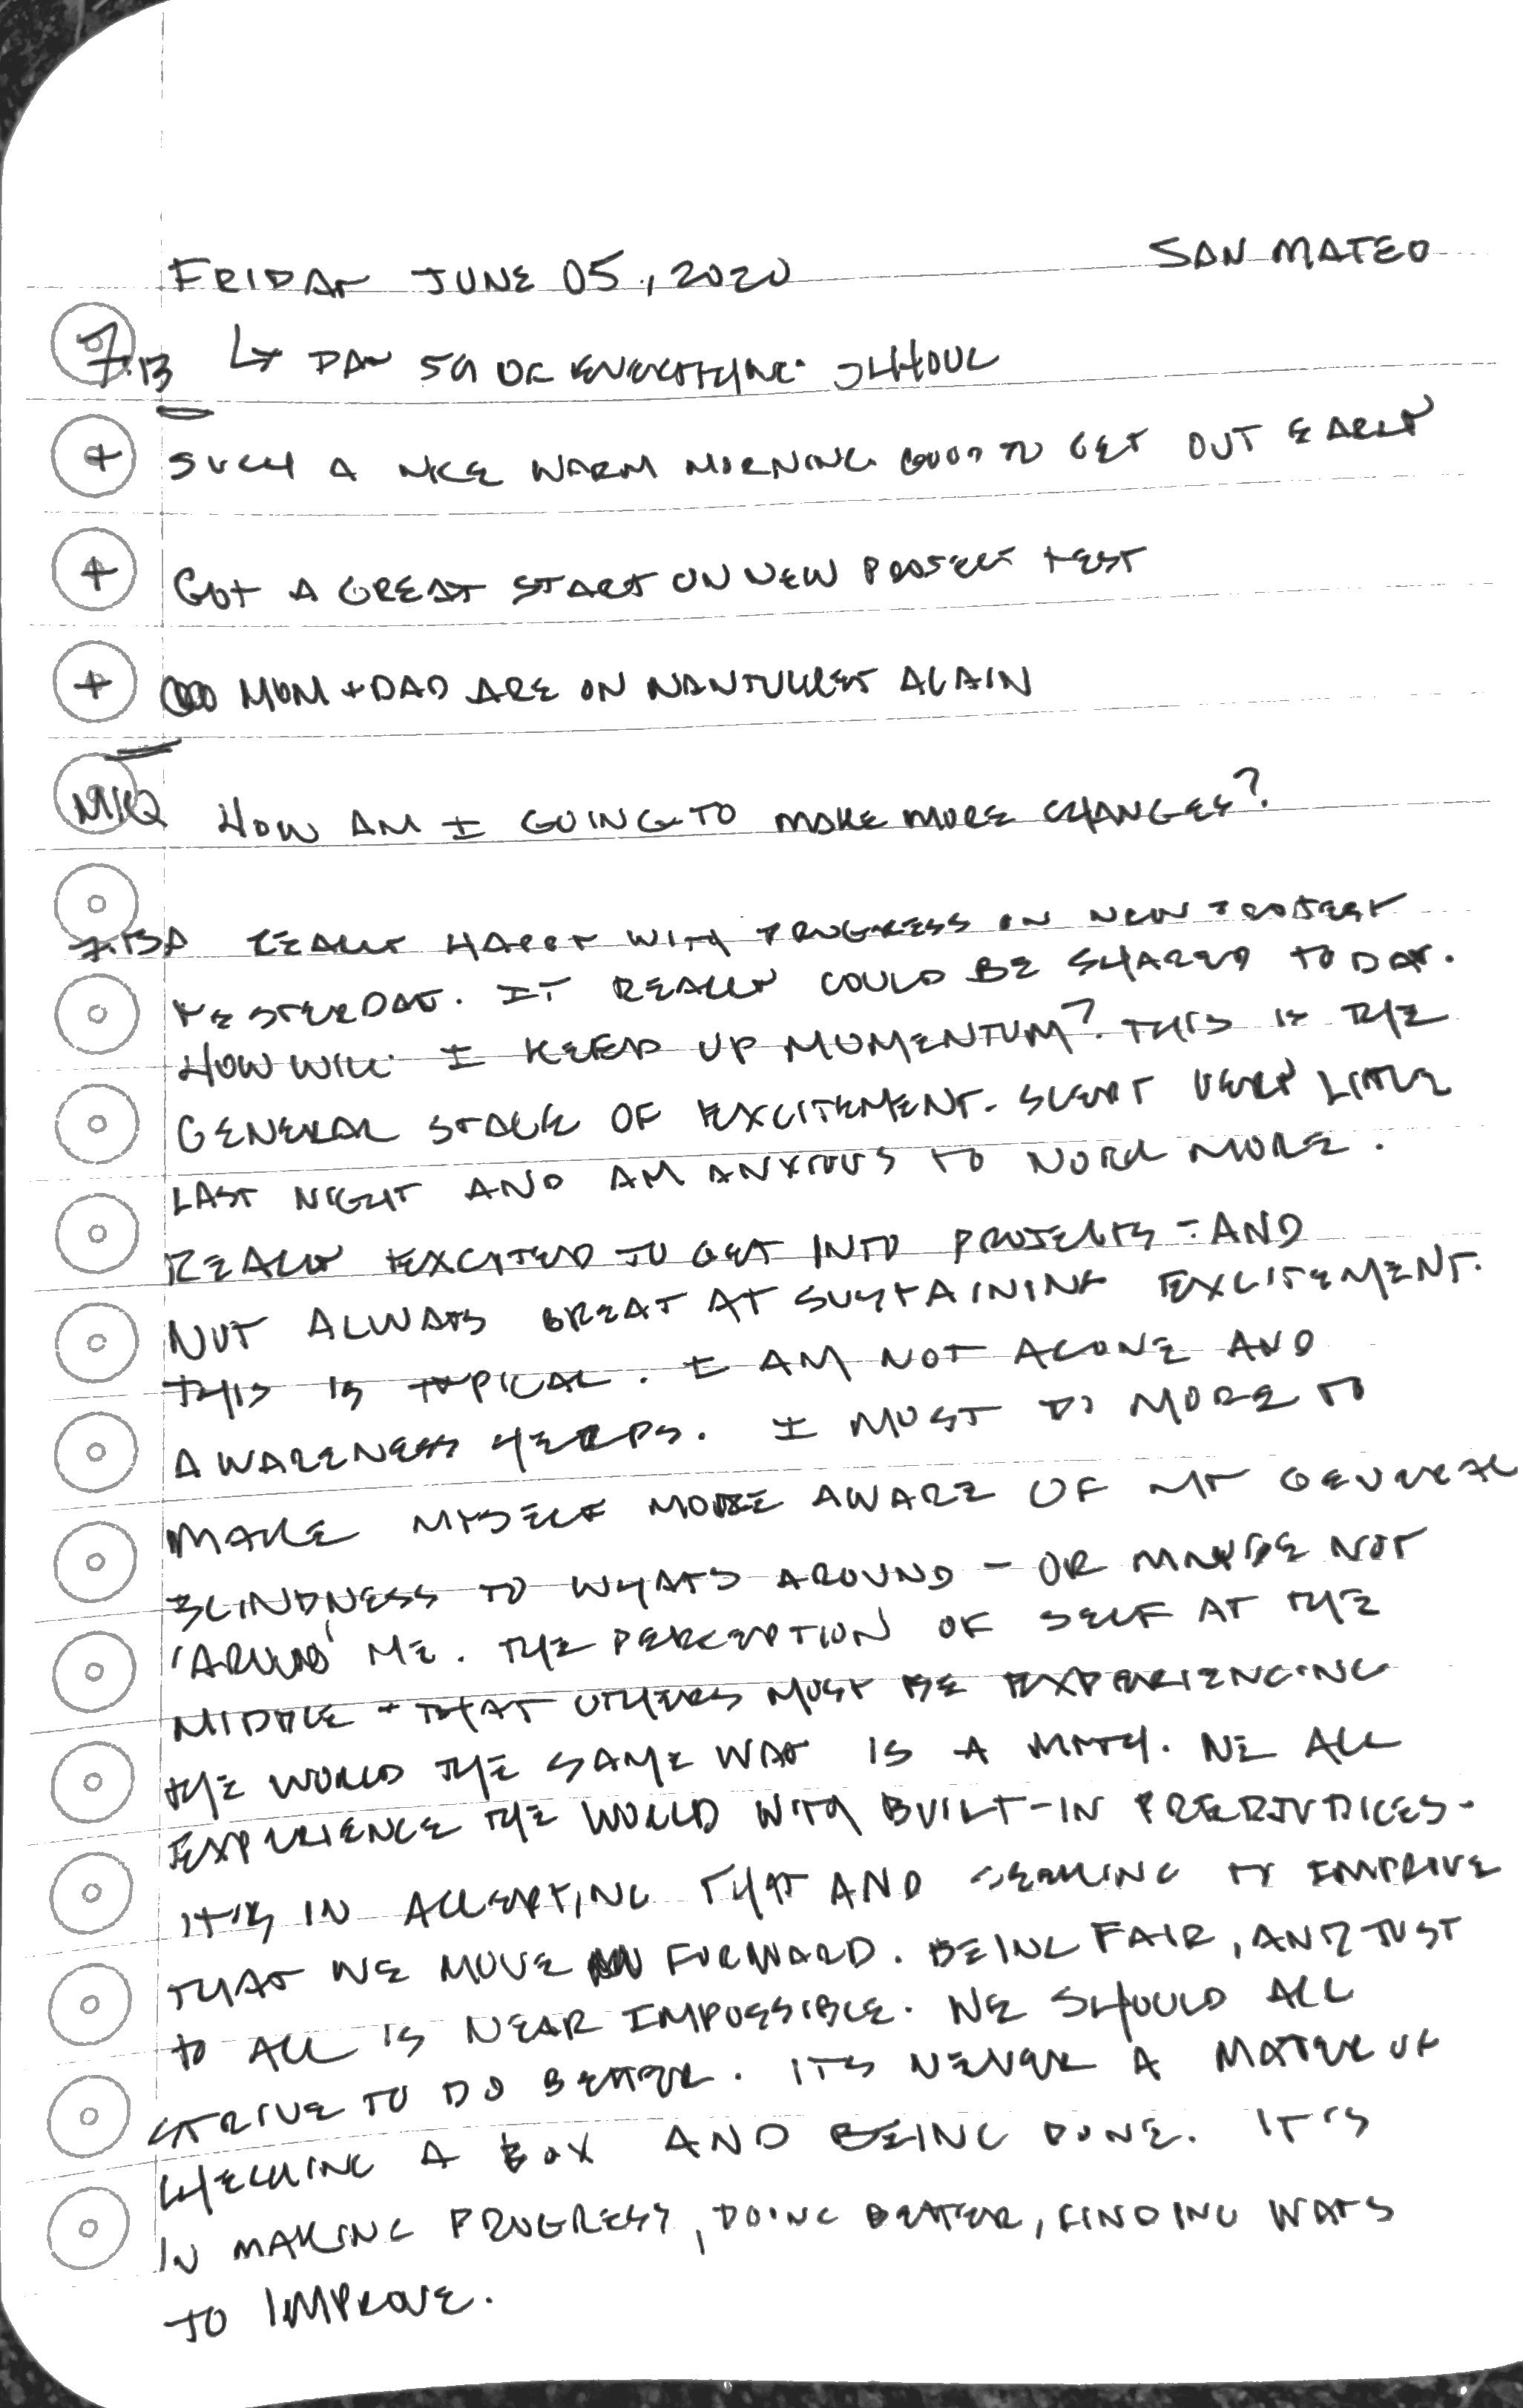 FRIDAY JUNE 05, 2020 SAN MATEO
7.13 ↳ DAY 59 OF EVERYTHING
+ SUCH A NICE WARM MORNING. GOOD TO GET OUT EARLY
+ GOT A GREAT START ON NEW PROJECT TEST
+ MOM + DAD ARE ON NANTUCKET AGAIN
MIQ HOW AM I GOING TO MAKE MORE CHANGES?
7:13A REALLY HAPPY WITH PROGRESS ON NEW PROJECT
YESTERDAY. IT REALLY COULD BE SHARED TODAY.
HOW WILL I KEEP UP MOMENTUM? THIS IS THE
GENERAL STAGE OF EXCITEMENT. SLEPT VERY LITTLE
LAST NIGHT AND AM ANXIOUS TO WORK MORE.
REALLY EXCITED TO GET INTO PROJECTS - AND
NOT ALWAYS GREAT AT SUSTAINING EXCITEMENT.
THIS IS TYPICAL. I AM NOT ALONE AND
AWARENESS HELPS. I MUST DO MORE TO
MAKE MYSELF MORE AWARE OF MY GENERAL
BLINDNESS TO WHATS AROUND - OR MAYBE NOT
'AROUND' ME. THE PERCEPTION OF SELF AT THE
MIDDLE + THAT OTHERS MUST BE EXPERIENCING
THE WORLD THE SAME WAY IS A MYTH. WE ALL
EXPERIENCE THE WORLD WITH BUILT-IN PREJUDICES -
IT'S IN ACCEPTING THAT AND SEEKING TO IMPROVE
THAT WE MOVE FORWARD. BEING FAIR, AND JUST
TO ALL IS NEAR IMPOSSIBLE. WE SHOULD ALL
STRIVE TO DO BETTER. ITS NEVER A MATTER OF
CHECKING A BOX AND BEING DONE. IT'S
IN MAKING PROGRESS, DOING BETTER, FINDING WAYS
TO IMPROVE.